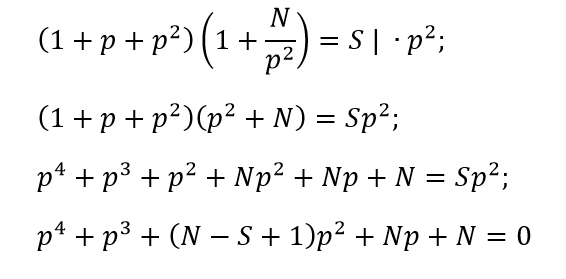 (1 + p + p²)(1 + N/p²) = S | · p²;
(1 + p + p²)(p² + N) = Sp²;
p⁴ + p³ + p² + Np² + Np + N = Sp²;
p⁴ + p³ + (N − S + 1)p² + Np + N = 0